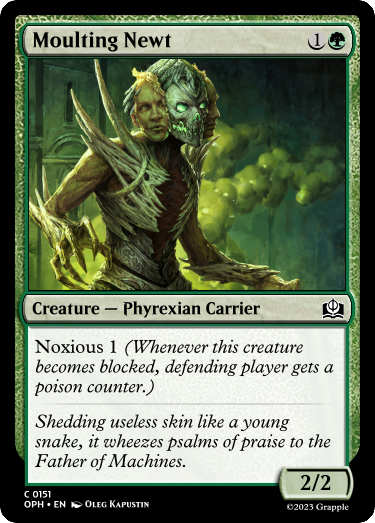 Moulting Newt 1
Creature — Phyrexian Carrier
Noxious 1 (Whenever this creature
becomes blocked, defending player gets a
poison counter.)
Shedding useless skin like a young
snake, it wheezes psalms of praise to the
Father of Machines.
2/2
C 0151
OPH • EN Oleg Kapustin
©2023 Grapple